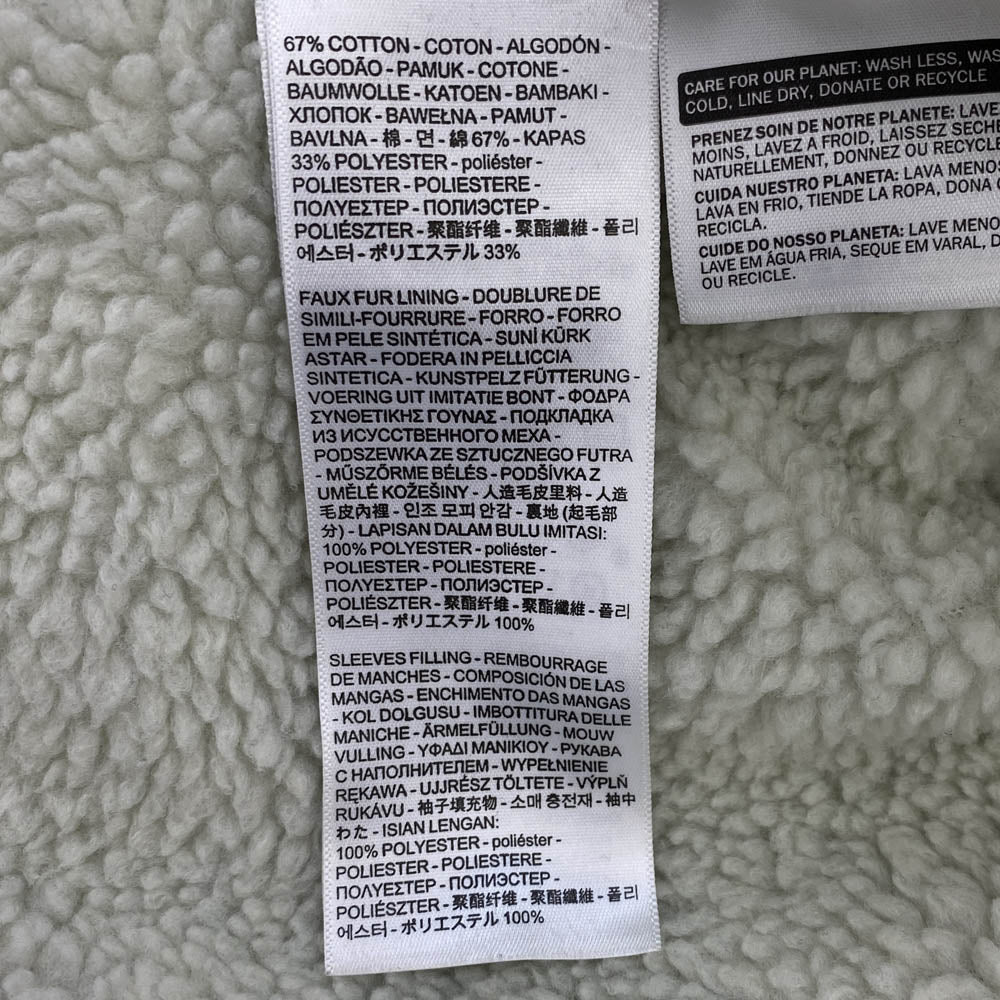 67% COTTON - COTON - ALGODÓN -
ALGODÃO - PAMUK - COTONE -
BAUMWOLLE - KATOEN - BAMBAKI -
ХЛОПОК - BAWEŁNA - PAMUT -
BAVLNA - 棉 - 면 - 綿 67% - KAPAS
33% POLYESTER - poliéster -
POLIESTER - POLIESTERE -
ΠΟΛΥΕΣΤΕΡ - ПОЛИЭСТЕР -
POLIÉSZTER - 聚酯纤维 - 聚酯纖維 - 폴리
에스터 - ポリエステル 33%
FAUX FUR LINING - DOUBLURE DE
SIMILI-FOURRURE - FORRO - FORRO
EM PELE SINTÉTICA - SUNİ KÜRK
ASTAR - FODERA IN PELLICCIA
SINTETICA - KUNSTPELZ FÜTTERUNG -
VOERING UIT IMITATIE BONT - ΦΟΔΡΑ
ΣΥΝΘΕΤΙΚΗΣ ΓΟΥΝΑΣ - ПОДКЛАДКА
ИЗ ИСУССТВЕННОГО МЕХА -
PODSZEWKA ZE SZTUCZNEGO FUTRA
- MŰSZŐRME BÉLÉS - PODŠÍVKA Z
UMĚLÉ KOŽEŠINY - 人造毛皮里料 - 人造
毛皮內裡 - 인조 모피 안감 - 裏地 (起毛部
分) - LAPISAN DALAM BULU IMITASI:
100% POLYESTER - poliéster -
POLIESTER - POLIESTERE -
ΠΟΛΥΕΣΤΕΡ - ПОЛИЭСТЕР -
POLIÉSZTER - 聚酯纤维 - 聚酯纖維 - 폴리
에스터 - ポリエステル 100%
SLEEVES FILLING - REMBOURRAGE
DE MANCHES - COMPOSICIÓN DE LAS
MANGAS - ENCHIMENTO DAS MANGAS
- KOL DOLGUSU - IMBOTTITURA DELLE
MANICHE - ÄRMELFÜLLUNG - MOUW
VULLING - ΥΦΑΔΙ ΜΑΝΙΚΙΟΥ - РУКАВА
С НАПОЛНИТЕЛЕМ - WYPEŁNIENIE
RĘKAWA - UJJRÉSZ TÖLTETE - VÝPLŇ
RUKÁVU - 袖子填充物 - 소매 충전재 - 袖中
わた - ISIAN LENGAN:
100% POLYESTER - poliéster -
POLIESTER - POLIESTERE -
ΠΟΛΥΕΣΤΕΡ - ПОЛИЭСТЕР -
POLIÉSZTER - 聚酯纤维 - 聚酯纖維 - 폴리
에스터 - ポリエステル 100%
CARE FOR OUR PLANET: WASH LESS, WAS
COLD, LINE DRY, DONATE OR RECYCLE
PRENEZ SOIN DE NOTRE PLANETE: LAVE
MOINS, LAVEZ A FROID, LAISSEZ SECHE
NATURELLEMENT, DONNEZ OU RECYCLE
CUIDA NUESTRO PLANETA: LAVA MENOS
LAVA EN FRIO, TIENDE LA ROPA, DONA O
RECICLA.
CUIDE DO NOSSO PLANETA: LAVE MENO
LAVE EM ÁGUA FRIA, SEQUE EM VARAL, D
OU RECICLE.